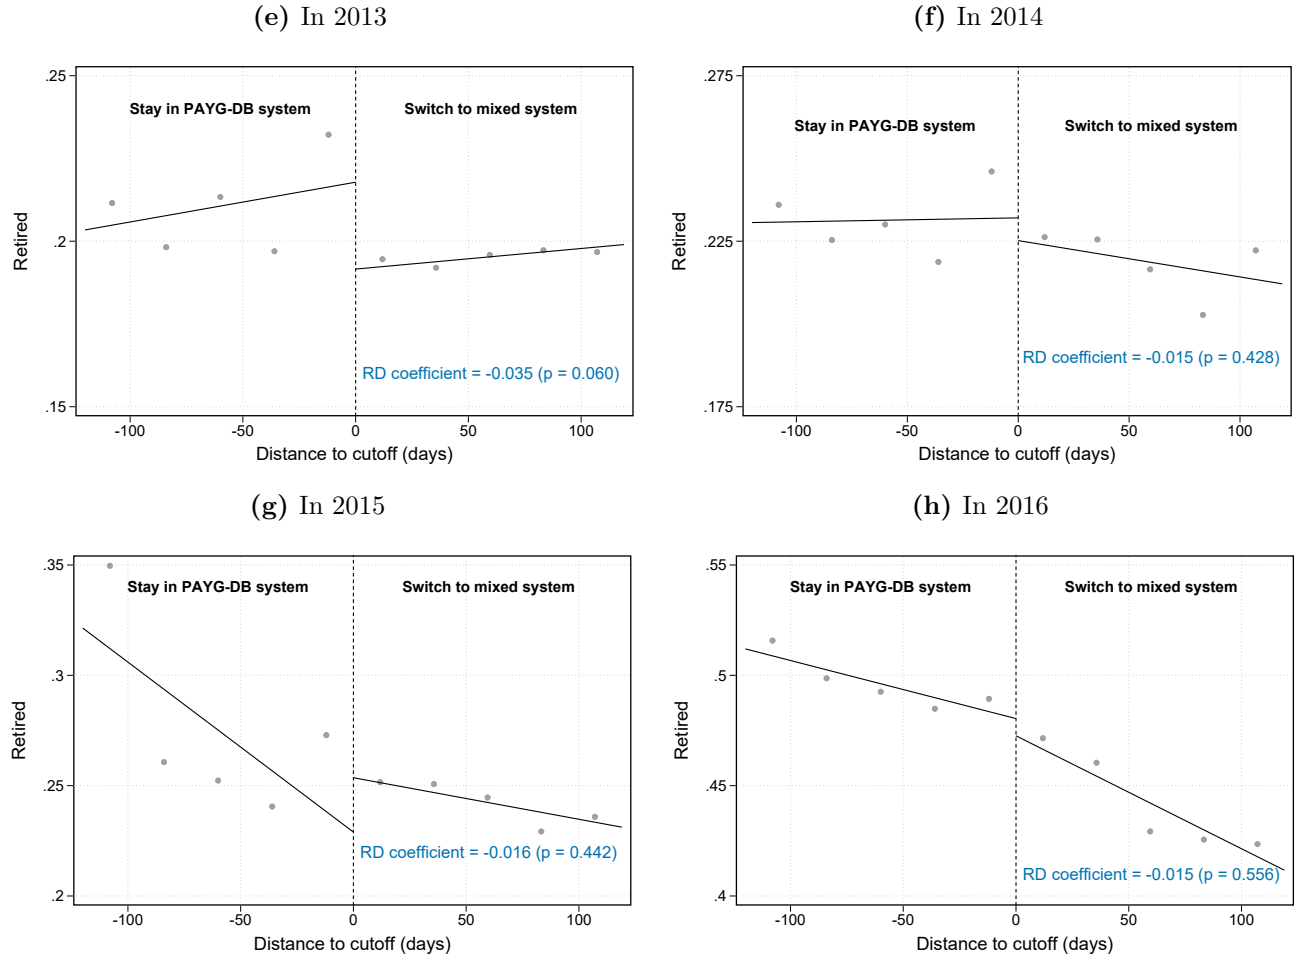 (e) In 2013
.25
.2
.15
Retired
Stay in PAYG-DB system
Switch to mixed system
RD coefficient = -0.035 (p = 0.060)
-100 -50 0 50 100
Distance to cutoff (days)
(f) In 2014
.275
.225
.175
Retired
Stay in PAYG-DB system
Switch to mixed system
RD coefficient = -0.015 (p = 0.428)
-100 -50 0 50 100
Distance to cutoff (days)
(g) In 2015
.35
.3
.25
.2
Retired
Stay in PAYG-DB system
Switch to mixed system
RD coefficient = -0.016 (p = 0.442)
-100 -50 0 50 100
Distance to cutoff (days)
(h) In 2016
.55
.5
.45
.4
Retired
Stay in PAYG-DB system
Switch to mixed system
RD coefficient = -0.015 (p = 0.556)
-100 -50 0 50 100
Distance to cutoff (days)